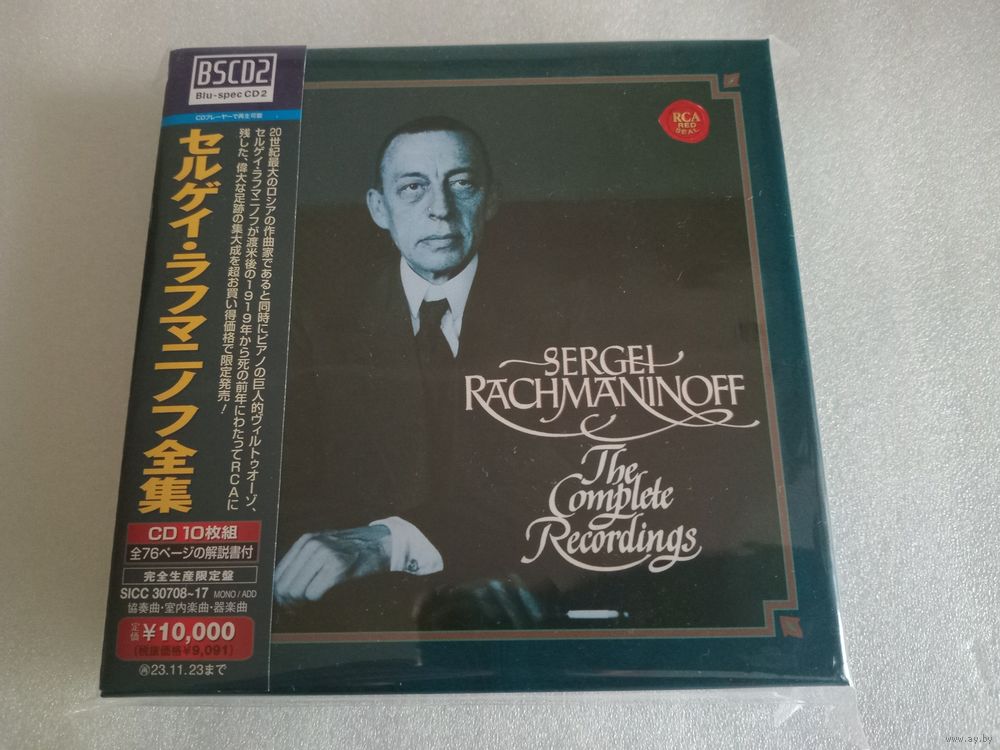 BSCD2
Blu-spec CD2
CDプレーヤーで再生可能
20世紀最大のロシアの作曲家であると同時にピアノの巨人的ヴィルトゥオーゾ、
セルゲイ・ラフマニノフが渡米後の1919年から死の前年にわたってRCAに
残した、偉大な足跡の集大成を超お買い得価格で限定発売！
セルゲイ・ラフマニノフ全集
CD 10枚組
全76ページの解説書付
完全生産限定盤
SICC 30708~17 MONO / ADD
協奏曲・室内楽曲・器楽曲
定価 ¥10,000
(税抜価格¥9,091)
23.11.23まで
RCA
RED
SEAL
SERGEI
RACHMANINOFF
The
Complete
Recordings
www.ay.by